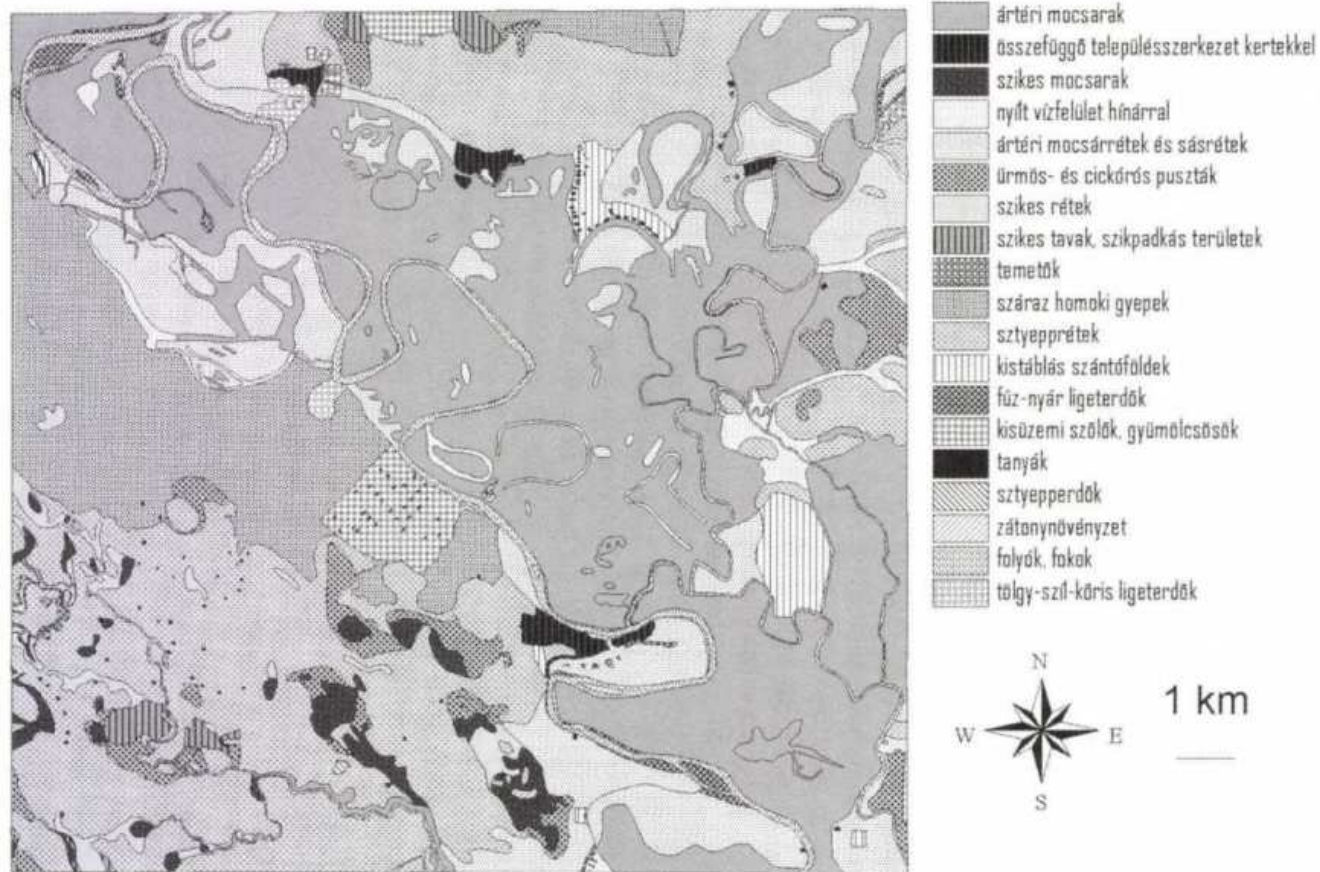 ártéri mocsarak
összefüggő településszerkezet kertekkel
szikes mocsarak
nyílt vízfelület hínárral
ártéri mocsárrétek és sásrétek
ürmös- és cickórós puszták
szikes rétek
szikes tavak, szikpadkás területek
temetők
száraz homoki gyepek
sztyepprétek
kistáblás szántóföldek
fűz-nyár ligeterdők
kisüzemi szőlők, gyümölcsösök
tanyák
sztyepperdők
zátonynövényzet
folyók, fokok
tölgy-szil-kőris ligeterdők
N
1 km
W E
S